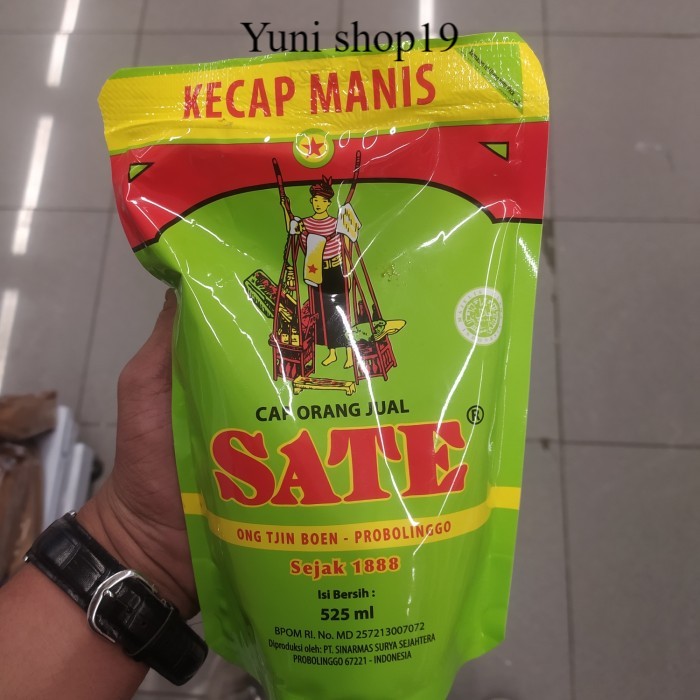 Yuni shop19
KECAP MANIS
CAP ORANG JUAL
SATE
ONG TJIN BOEN - PROBOLINGGO
Sejak 1888
Isi Bersih :
525 ml
BPOM RI. No. MD 257213007072
Diproduksi oleh: PT. SINARMAS SURYA SEJAHTERA
PROBOLINGGO 67221 - INDONESIA